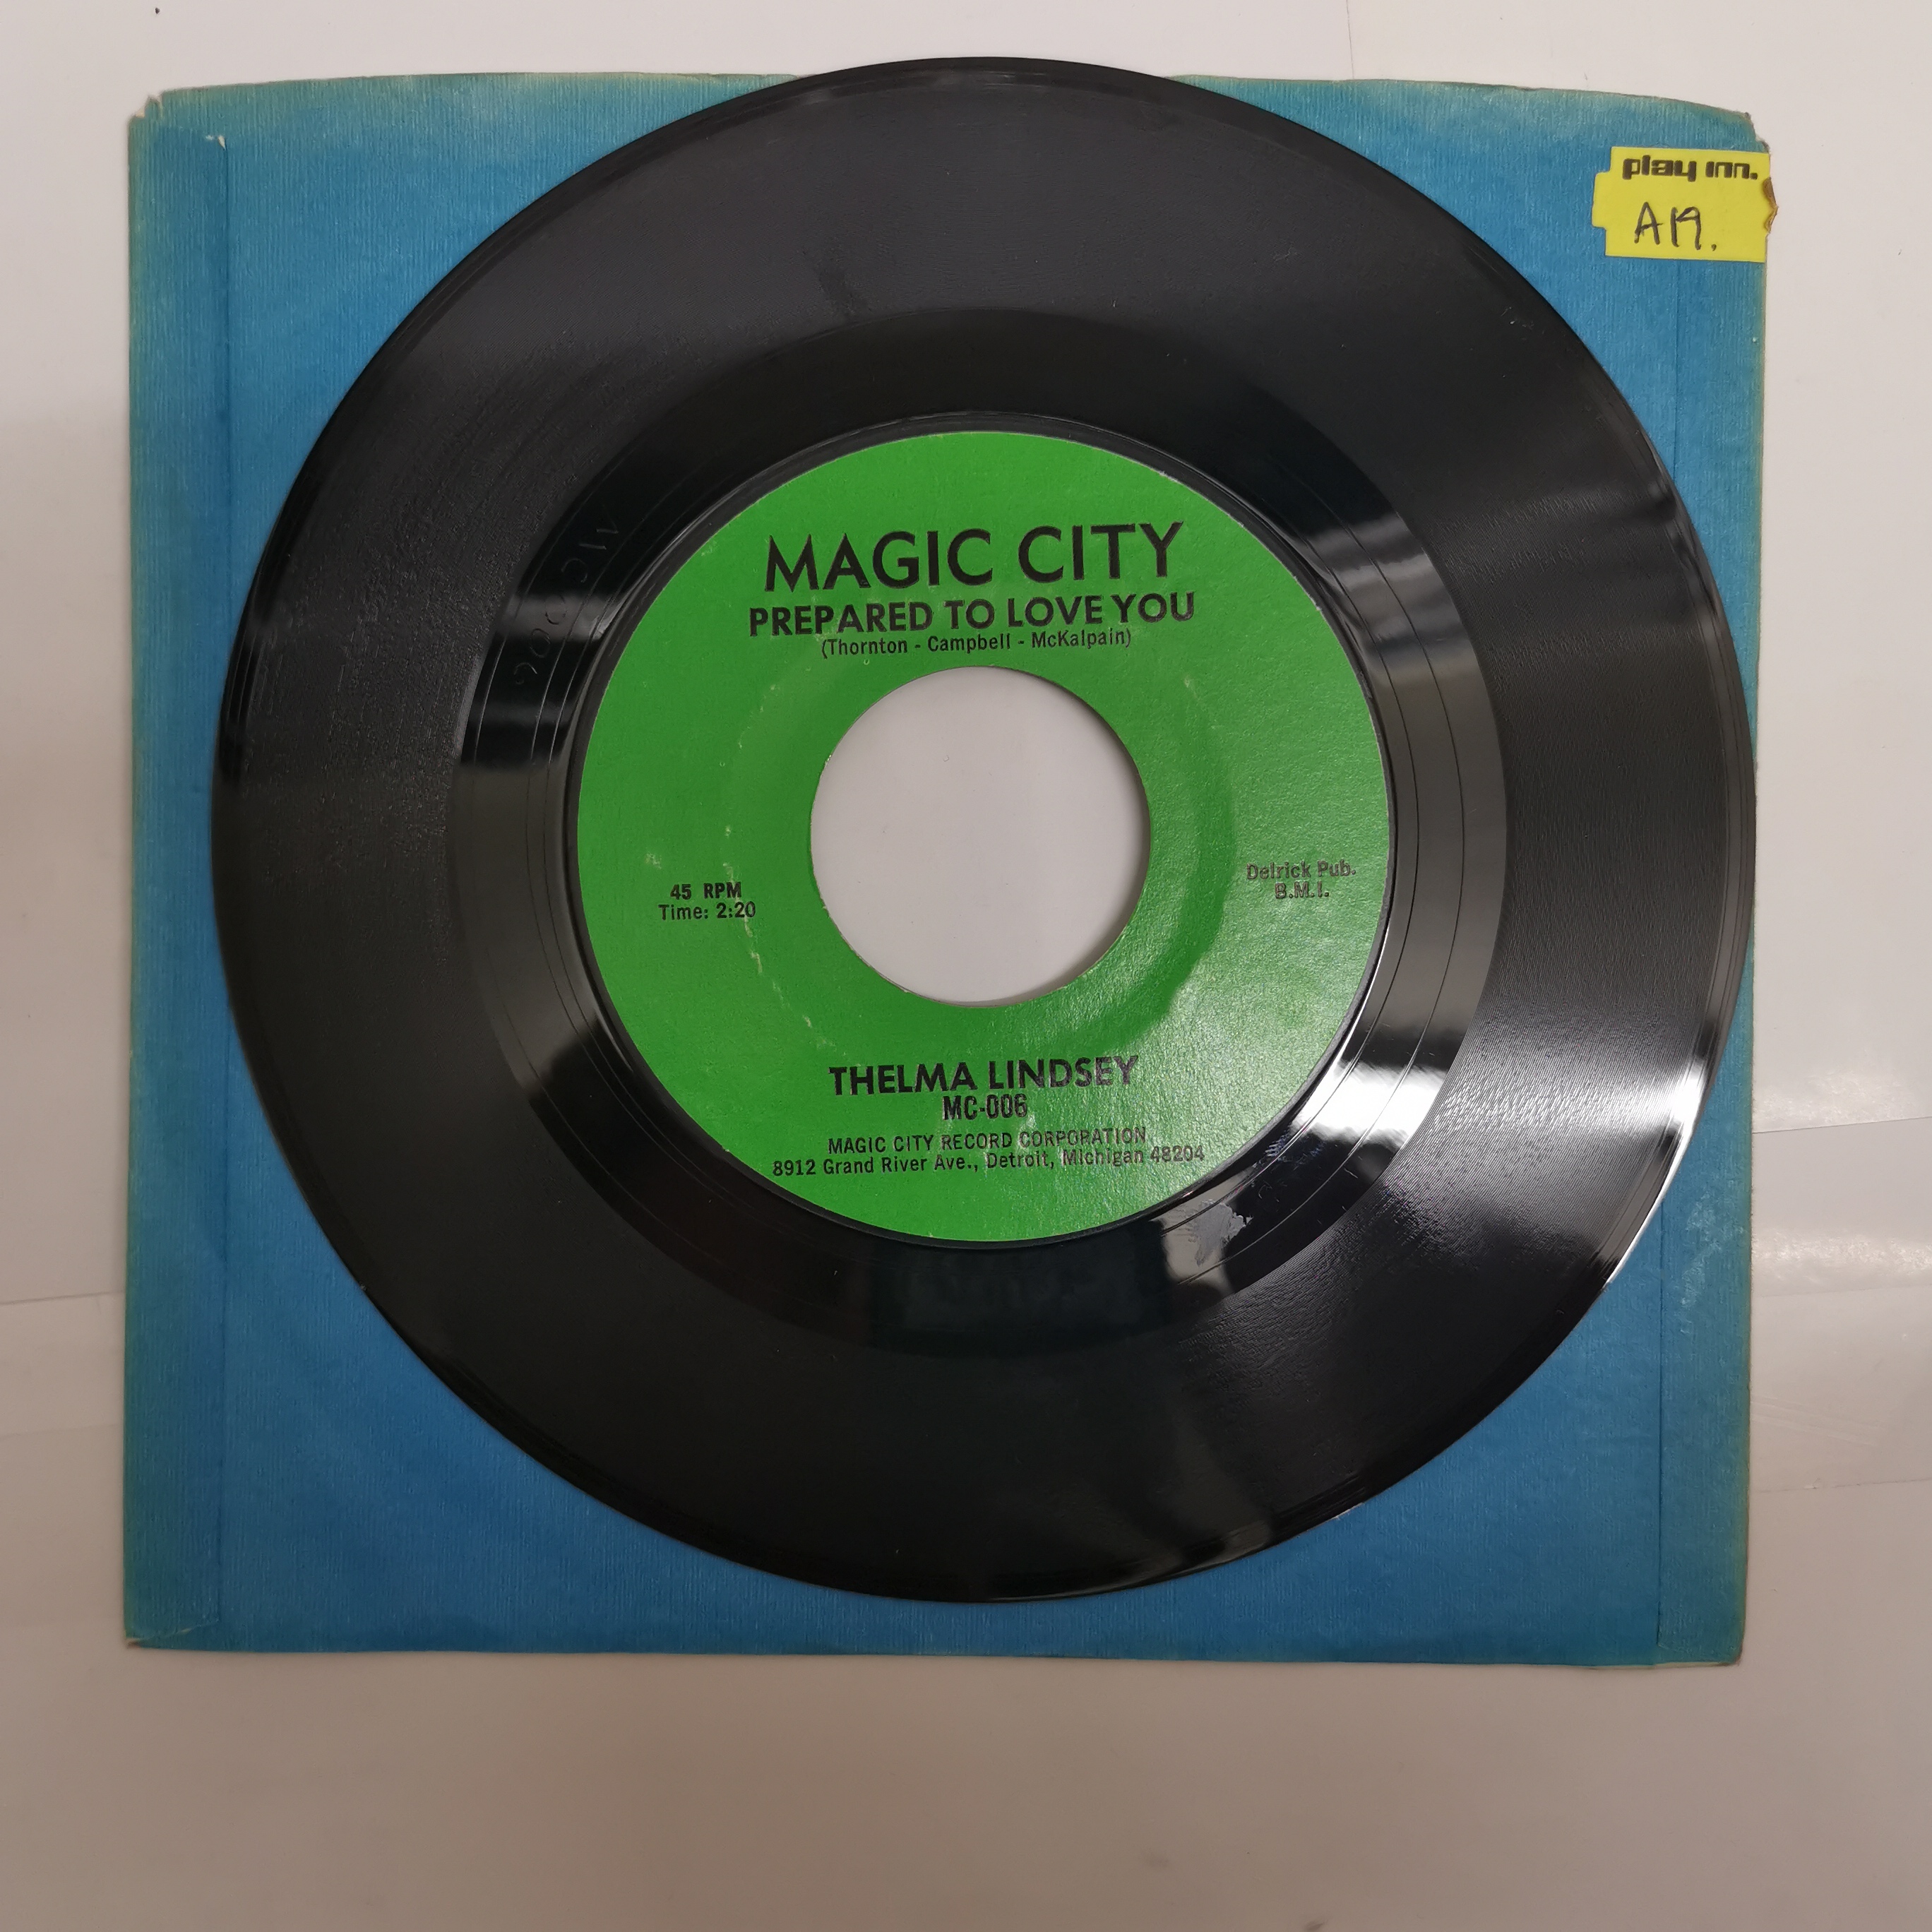 play inn.
A19.
MAGIC CITY
PREPARED TO LOVE YOU
(Thornton - Campbell - McKalpain)
45 RPM
Time: 2:20
Delrick Pub.
B.M.I.
THELMA LINDSEY
MC-006
MAGIC CITY RECORD CORPORATION
8912 Grand River Ave., Detroit, Michigan 48204